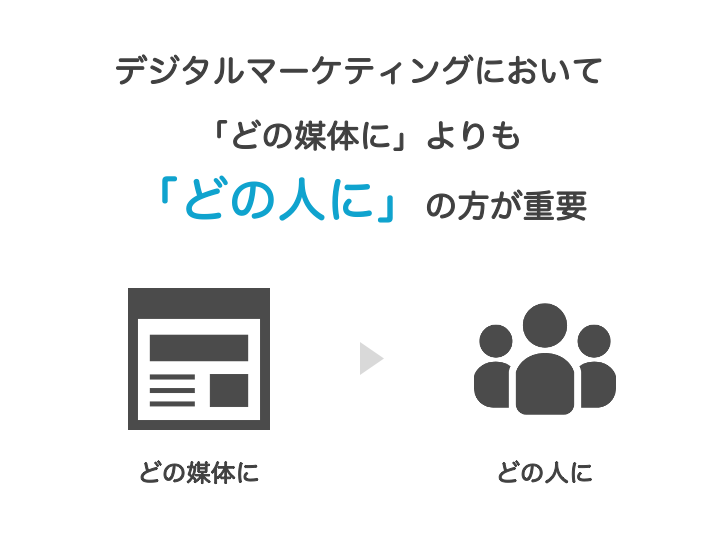 デジタルマーケティングにおいて
「どの媒体に」よりも
「どの人に」の方が重要
どの媒体に
どの人に